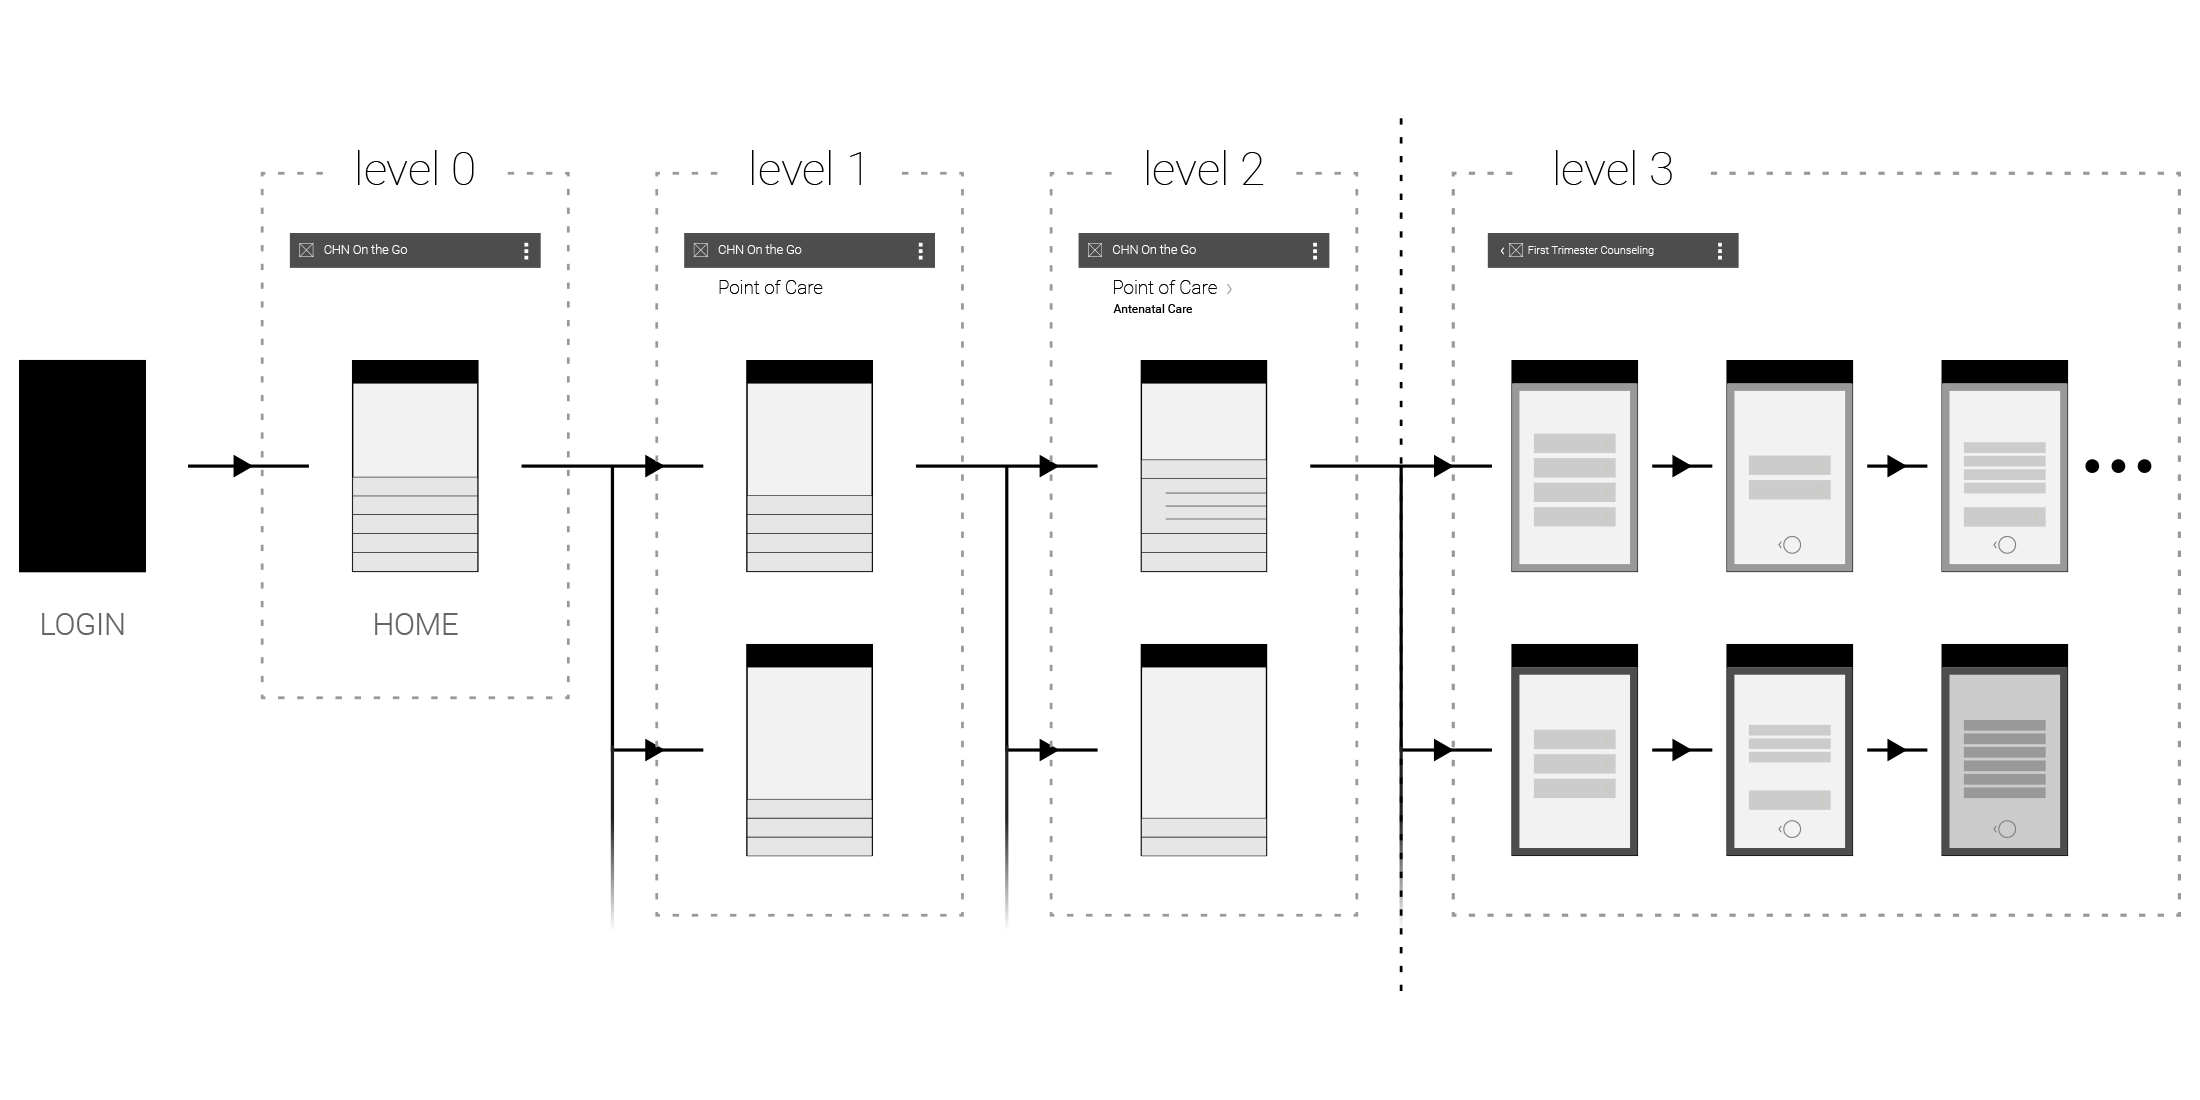 level 0
level 1
level 2
level 3
CHN On the Go
CHN On the Go
CHN On the Go
‹ First Trimester Counseling
Point of Care
Point of Care ›
Antenatal Care
LOGIN
HOME